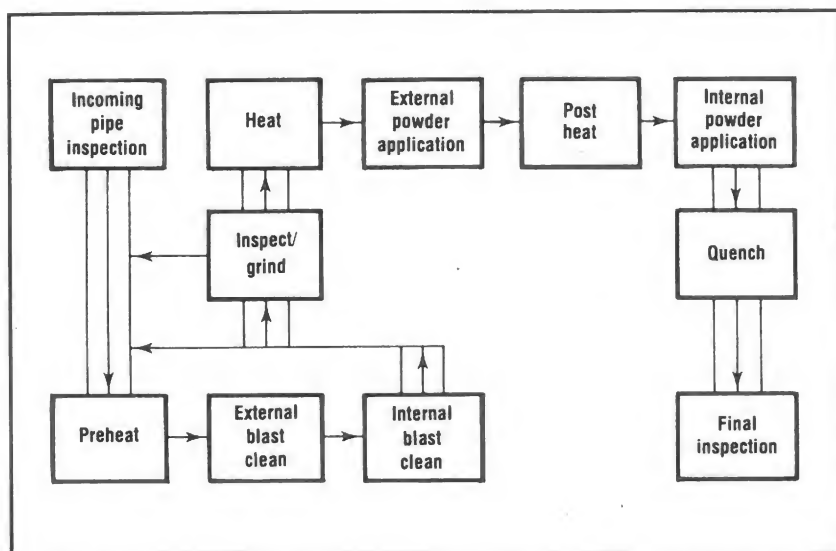 Incoming
pipe
inspection
Heat
External
powder
application
Post
heat
Internal
powder
application
Inspect/
grind
Quench
Preheat
External
blast
clean
Internal
blast
clean
Final
inspection